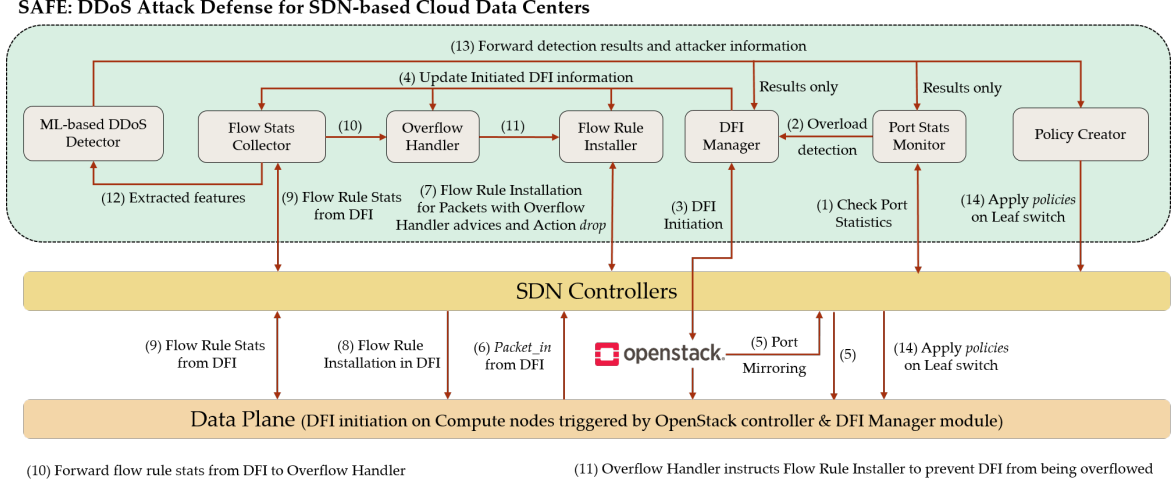 SAFE: DDoS Attack Defense for SDN-based Cloud Data Centers
(13) Forward detection results and attacker information
(4) Update Initiated DFI information
Results only
Results only
ML-based DDoS
Detector
Flow Stats
Collector
(10)
Overflow
Handler
(11)
Flow Rule
Installer
DFI
Manager
(2) Overload
detection
Port Stats
Monitor
Policy Creator
(12) Extracted features
(9) Flow Rule Stats
from DFI
(7) Flow Rule Installation
for Packets with Overflow
Handler advices and Action drop
(3) DFI
Initiation
(1) Check Port
Statistics
(14) Apply policies
on Leaf switch
SDN Controllers
(9) Flow Rule Stats
from DFI
(8) Flow Rule
Installation in DFI
(6) Packet_in
from DFI
openstack.
(5) Port
Mirroring
(5)
(14) Apply policies
on Leaf switch
Data Plane (DFI initiation on Compute nodes triggered by OpenStack controller & DFI Manager module)
(10) Forward flow rule stats from DFI to Overflow Handler
(11) Overflow Handler instructs Flow Rule Installer to prevent DFI from being overflowed